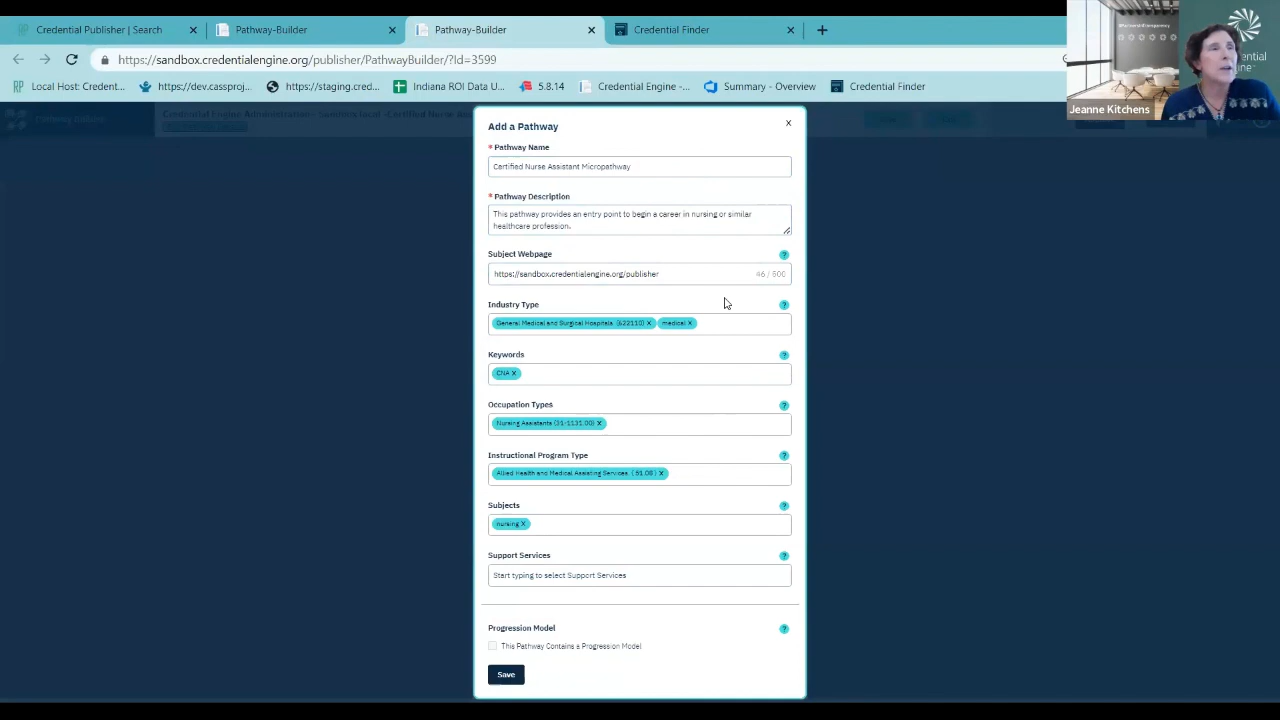 Credential Publisher | Search
Pathway-Builder
Pathway-Builder
Credential Finder
https://sandbox.credentialengine.org/publisher/PathwayBuilder/?Id=3599
Local Host: Credent...
https://dev.cassproj...
https://staging.cred...
Indiana ROI Data U...
5.8.14
Credential Engine -...
Summary - Overview
Credential Finder
Jeanne Kitchens
Add a Pathway
X
* Pathway Name
Certified Nurse Assistant Micropathway
* Pathway Description
This pathway provides an entry point to begin a career in nursing or similar
healthcare profession.
Subject Webpage ?
https://sandbox.credentialengine.org/publisher 46 / 500
Industry Type ?
General Medical and Surgical Hospitals (622110) X medical X
Keywords ?
CNA X
Occupation Types ?
Nursing Assistants (31-1131.00) X
Instructional Program Type ?
Allied Health and Medical Assisting Services (51.08) X
Subjects ?
nursing X
Support Services ?
Start typing to select Support Services
Progression Model ?
This Pathway Contains a Progression Model
Save